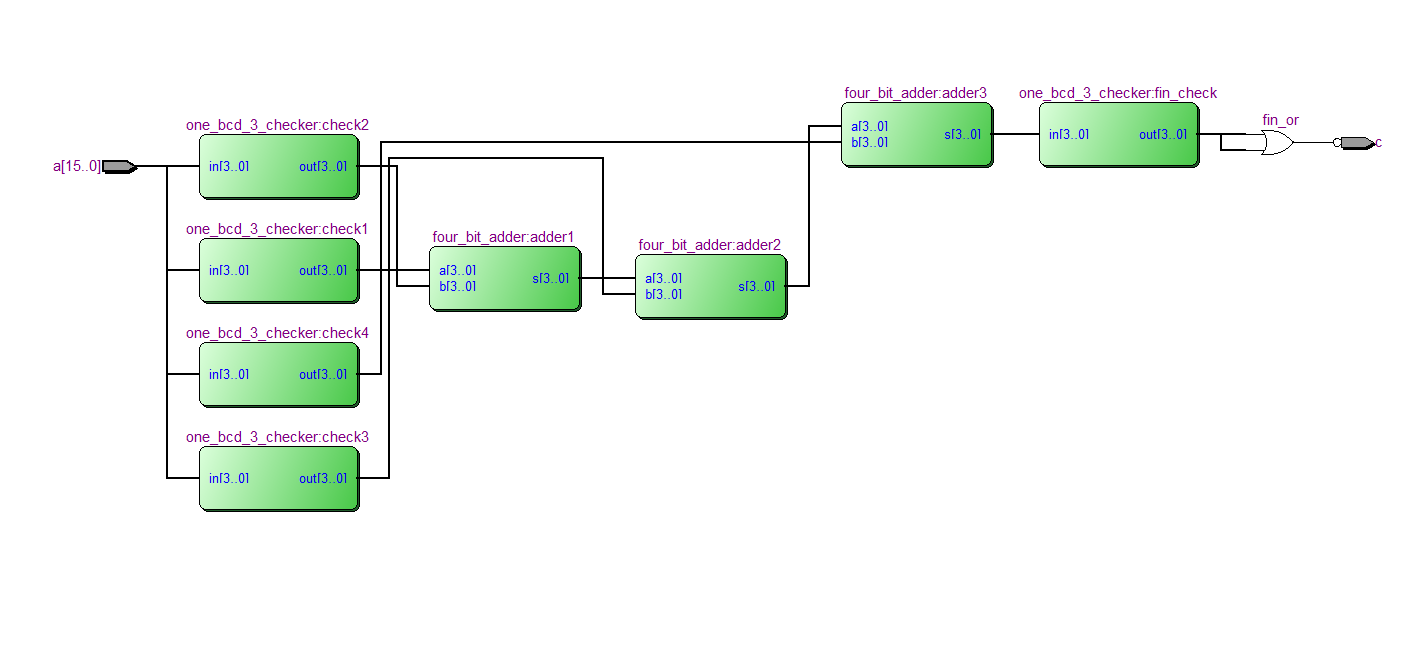 one_bcd_3_checker:check2
a[15..0]
in[3..0] out[3..0]
one_bcd_3_checker:check1
in[3..0] out[3..0]
one_bcd_3_checker:check4
in[3..0] out[3..0]
one_bcd_3_checker:check3
in[3..0] out[3..0]
four_bit_adder:adder1
a[3..0]
b[3..0]
s[3..0]
four_bit_adder:adder2
a[3..0]
b[3..0]
s[3..0]
four_bit_adder:adder3
a[3..0]
b[3..0]
s[3..0]
one_bcd_3_checker:fin_check
in[3..0] out[3..0]
fin_or
c